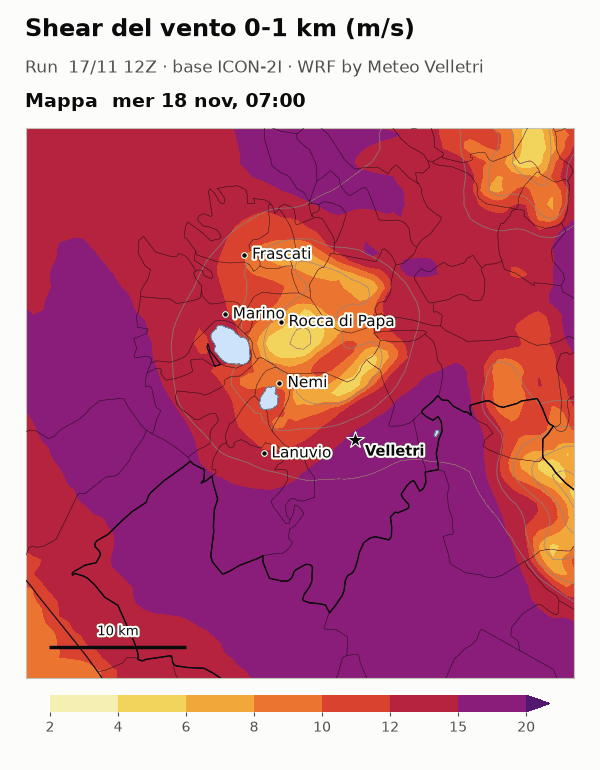 Shear del vento 0-1 km (m/s)
Run  17/11 12Z · base ICON-2I · WRF by Meteo Velletri
Mappa  mer 18 nov, 07:00
Frascati
Marino
Rocca di Papa
Nemi
Velletri
Lanuvio
10 km
2 4 6 8 10 12 15 20